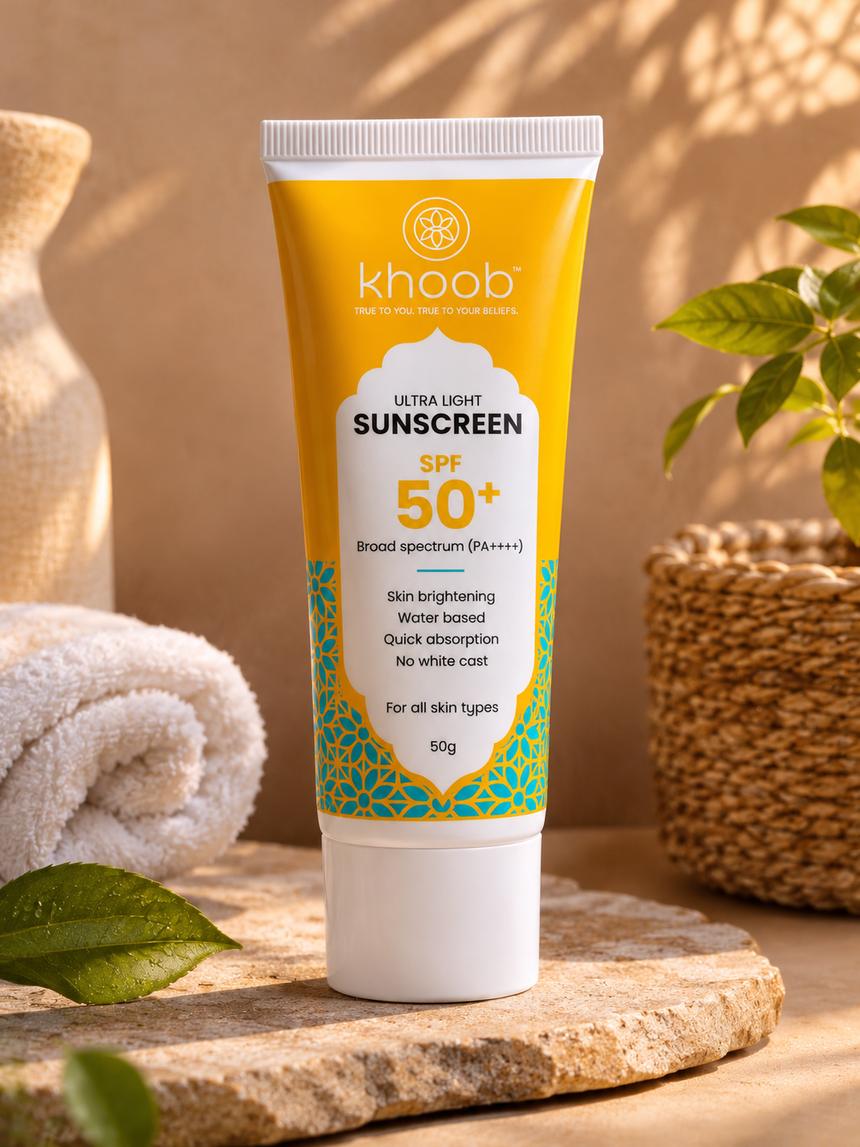 khoob™
TRUE TO YOU. TRUE TO YOUR BELIEFS.
ULTRA LIGHT
SUNSCREEN
SPF
50+
Broad spectrum (PA++++)
Skin brightening
Water based
Quick absorption
No white cast
For all skin types
50g